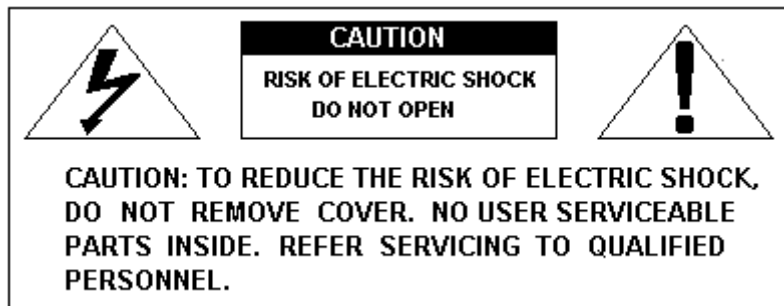 CAUTION
RISK OF ELECTRIC SHOCK
DO NOT OPEN
CAUTION: TO REDUCE THE RISK OF ELECTRIC SHOCK,
DO NOT REMOVE COVER. NO USER SERVICEABLE
PARTS INSIDE. REFER SERVICING TO QUALIFIED
PERSONNEL.